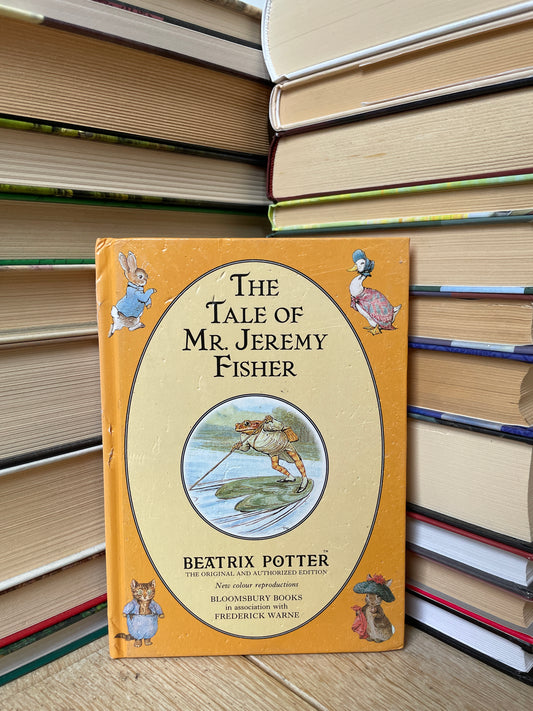 THE
TALE OF
MR. JEREMY
FISHER
BEATRIX POTTER™
THE ORIGINAL AND AUTHORIZED EDITION
New colour reproductions
BLOOMSBURY BOOKS
in association with
FREDERICK WARNE